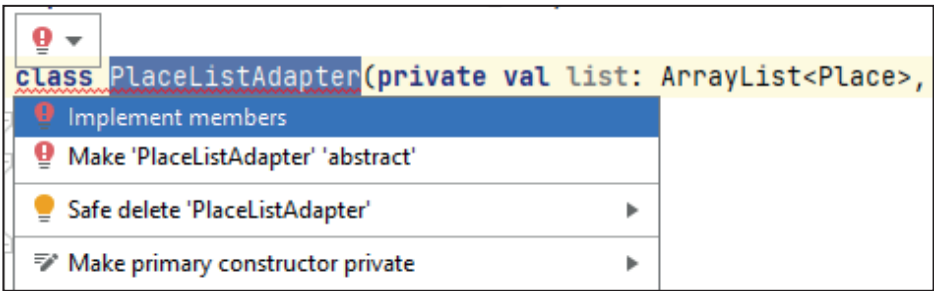 class PlaceListAdapter(private val list: ArrayList<Place>,
Implement members
Make 'PlaceListAdapter' 'abstract'
Safe delete 'PlaceListAdapter'
Make primary constructor private